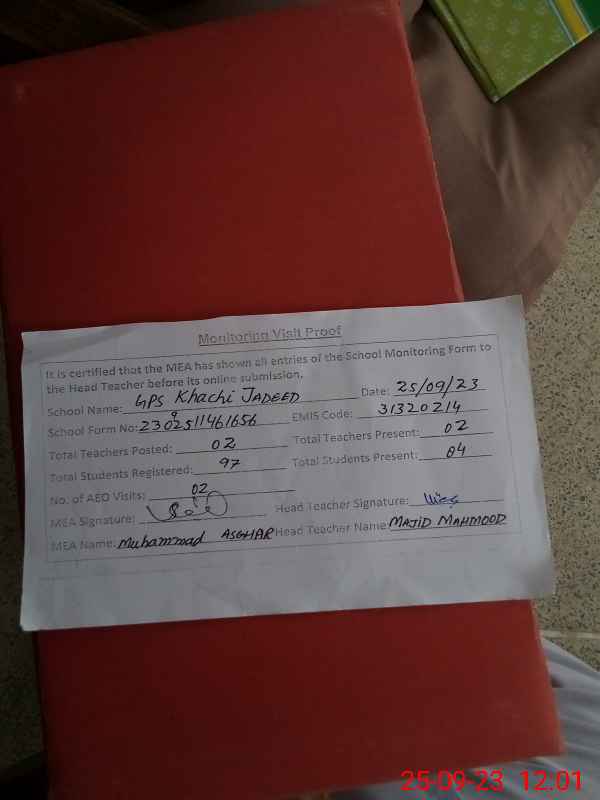 Monitoring Visit Proof
It is certified that the MEA has shown all entries of the School Monitoring Form to
the Head Teacher before its online submission.
School Name: GPS Khachi JADEED Date: 25/09/23
School Form No: 2302511461656 EMIS Code: 31320214
9
Total Teachers Posted: 02 Total Teachers Present: 02
Total Students Registered: 97 Total Students Present: 04
No. of AEO Visits: 02
MEA Signature: Head Teacher Signature:
MEA Name: Muhammad ASGHAR Head Teacher Name: MAJID MAHMOOD
25-09-23 12.01